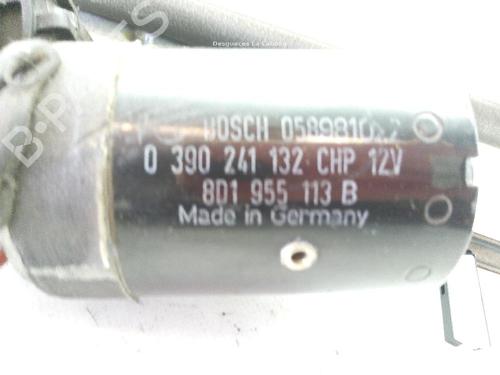 Desguaces La Cabaña
BOSCH
0 390 241 132 CHP 12V
8D1 955 113 B
Made in Germany